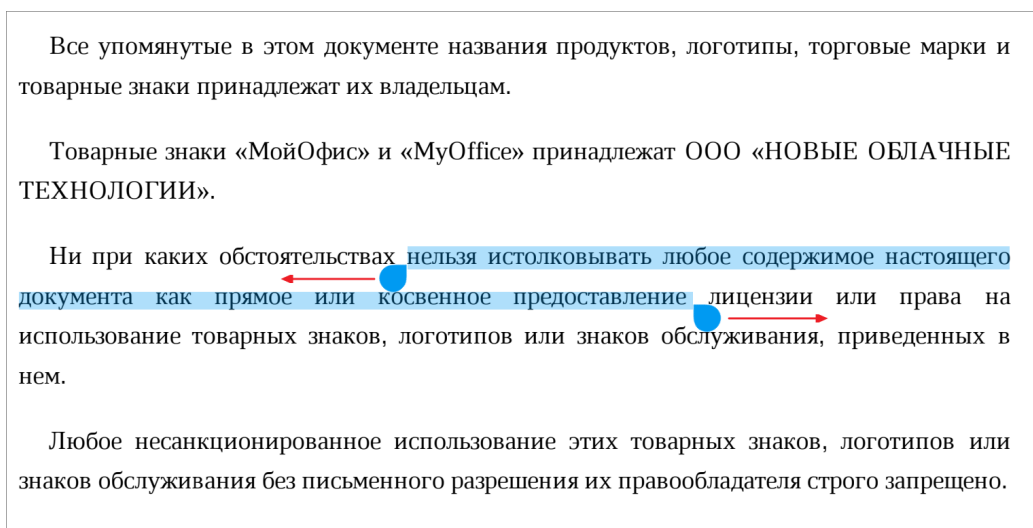 Все упомянутые в этом документе названия продуктов, логотипы, торговые марки и
товарные знаки принадлежат их владельцам.
Товарные знаки «МойОфис» и «MyOffice» принадлежат ООО «НОВЫЕ ОБЛАЧНЫЕ
ТЕХНОЛОГИИ».
Ни при каких обстоятельствах нельзя истолковывать любое содержимое настоящего
документа как прямое или косвенное предоставление лицензии или права на
использование товарных знаков, логотипов или знаков обслуживания, приведенных в
нем.
Любое несанкционированное использование этих товарных знаков, логотипов или
знаков обслуживания без письменного разрешения их правообладателя строго запрещено.